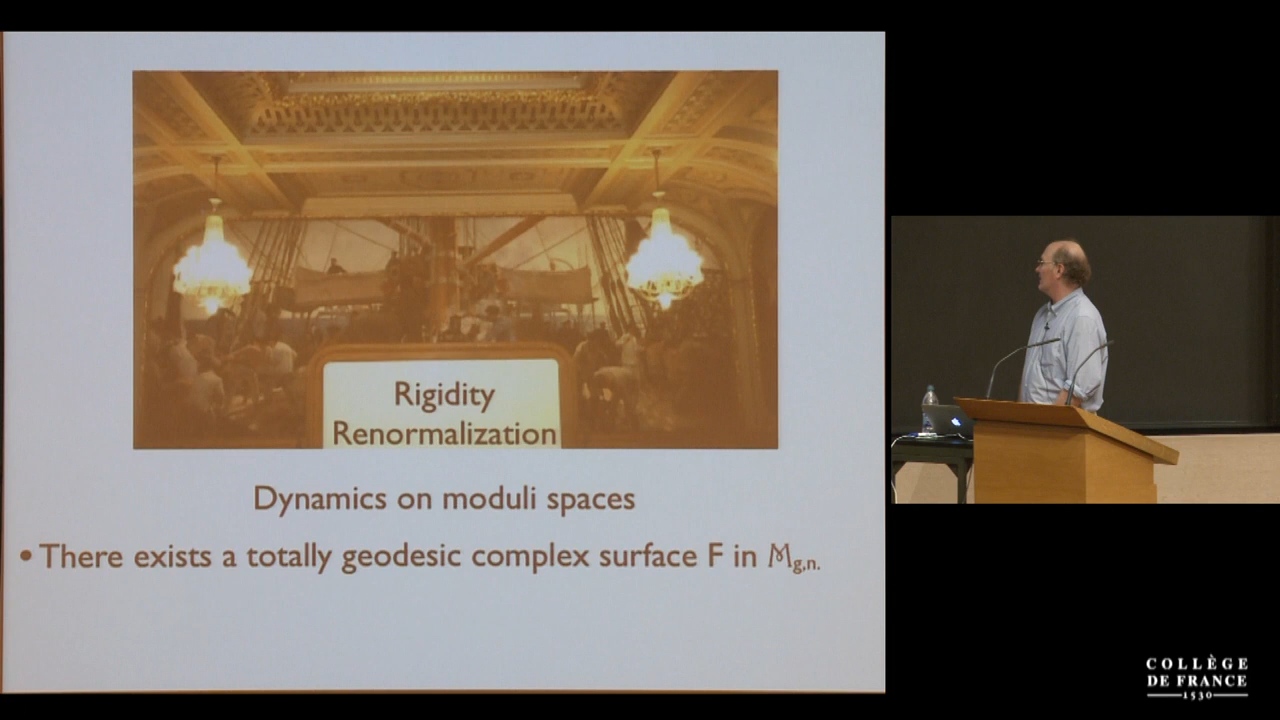 Rigidity
Renormalization
Dynamics on moduli spaces
• There exists a totally geodesic complex surface F in ℳg,n.
COLLÈGE
DE FRANCE
1530